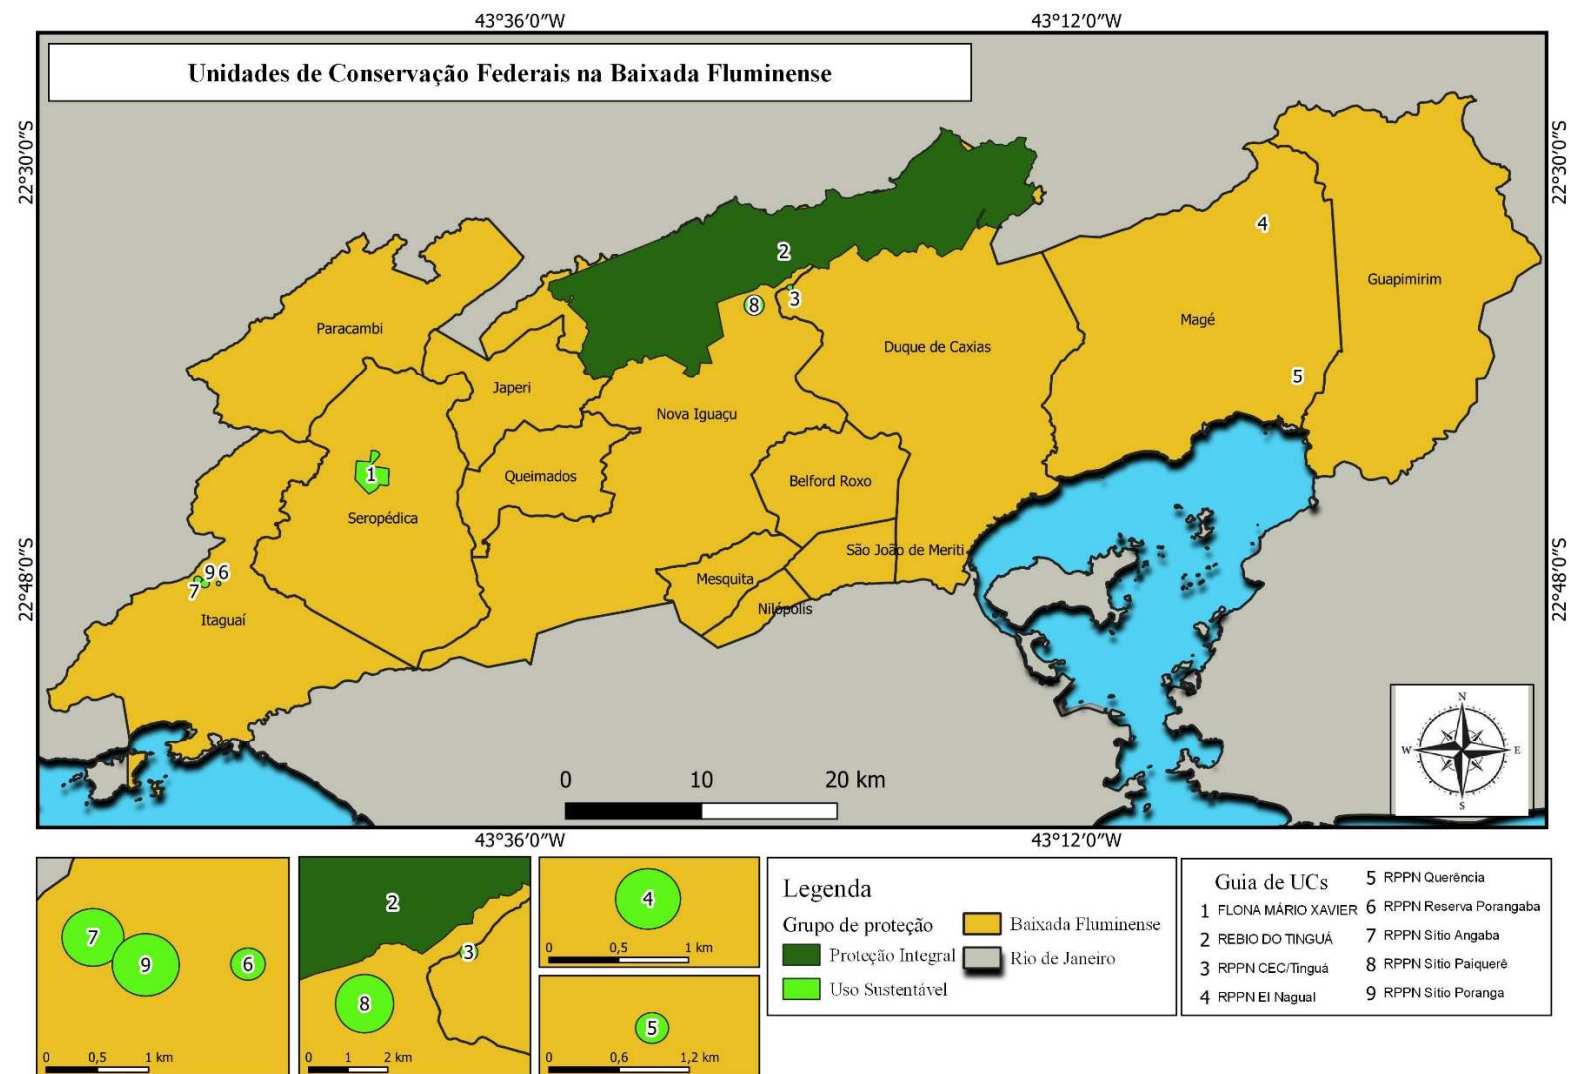 43°36'0"W
43°12'0"W
Unidades de Conservação Federais na Baixada Fluminense
22°30'0"S
22°30'0"S
4
2
Guapimirim
8
3
Magé
Paracambi
Duque de Caxias
5
Japeri
Nova Iguaçu
1
Queimados
Belford Roxo
Seropédica
São João de Meriti
22°48'0"S
22°48'0"S
9 6
7
Mesquita
Nilópolis
Itaguaí
N
W
E
S
0 10 20 km
43°36'0"W
43°12'0"W
7
9
6
0 0,5 1 km
2
3
8
0 1 2 km
4
0 0,5 1 km
5
0 0,6 1,2 km
Legenda
Grupo de proteção
Proteção Integral
Uso Sustentável
Baixada Fluminense
Rio de Janeiro
Guia de UCs
1 FLONA MÁRIO XAVIER
2 REBIO DO TINGUÁ
3 RPPN CEC/Tinguá
4 RPPN El Nagual
5 RPPN Querência
6 RPPN Reserva Porangaba
7 RPPN Sitio Angaba
8 RPPN Sitio Paiquerê
9 RPPN Sitio Poranga